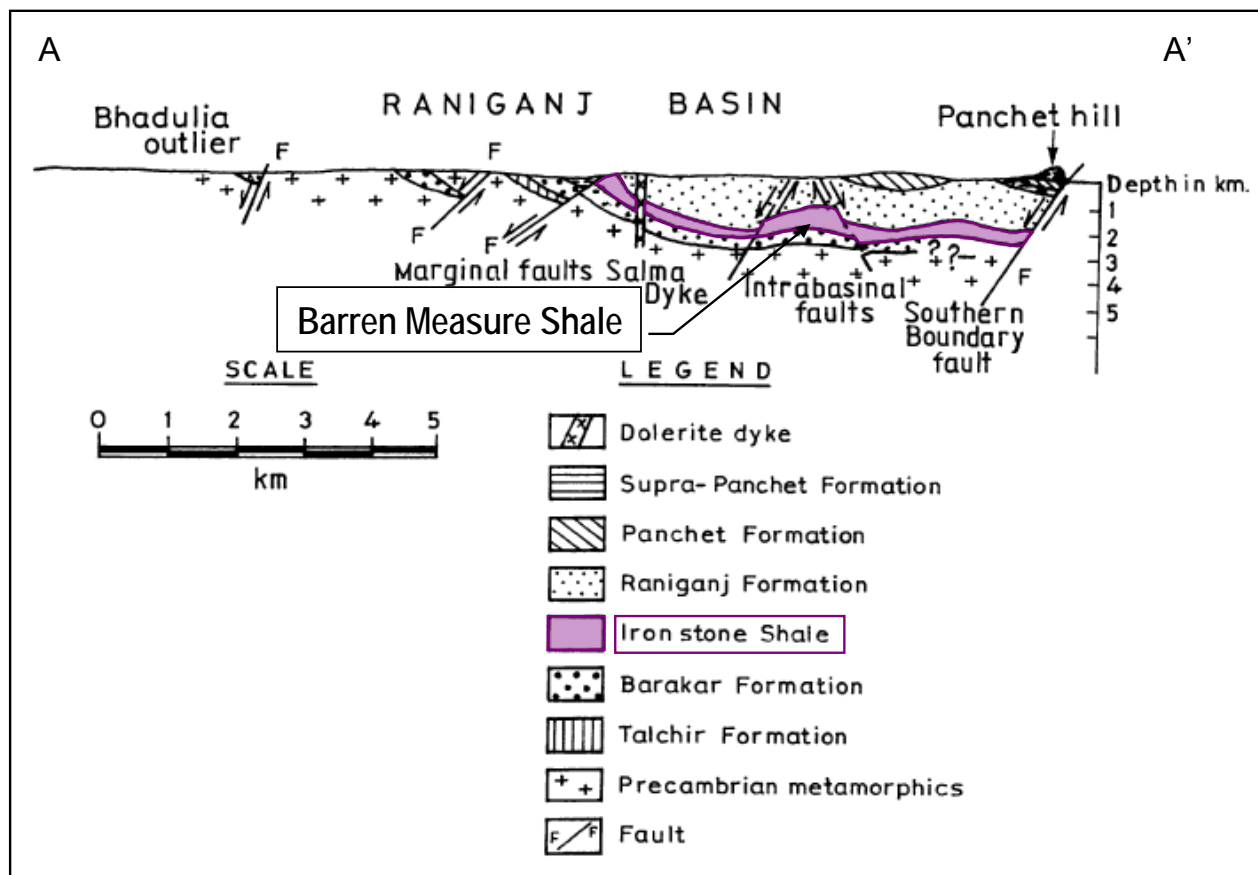 A
A'
RANIGANJ BASIN
Bhadulia
outlier
Panchet hill
F
F
Depth in km.
1
2
3
4
5
F
F
F
??
Marginal faults
Salma
Dyke
Intrabasinal
faults
Southern
Boundary
fault
Barren Measure Shale
SCALE
0 1 2 3 4 5
km
LEGEND
Dolerite dyke
Supra-Panchet Formation
Panchet Formation
Raniganj Formation
Iron stone Shale
Barakar Formation
Talchir Formation
Precambrian metamorphics
F F Fault